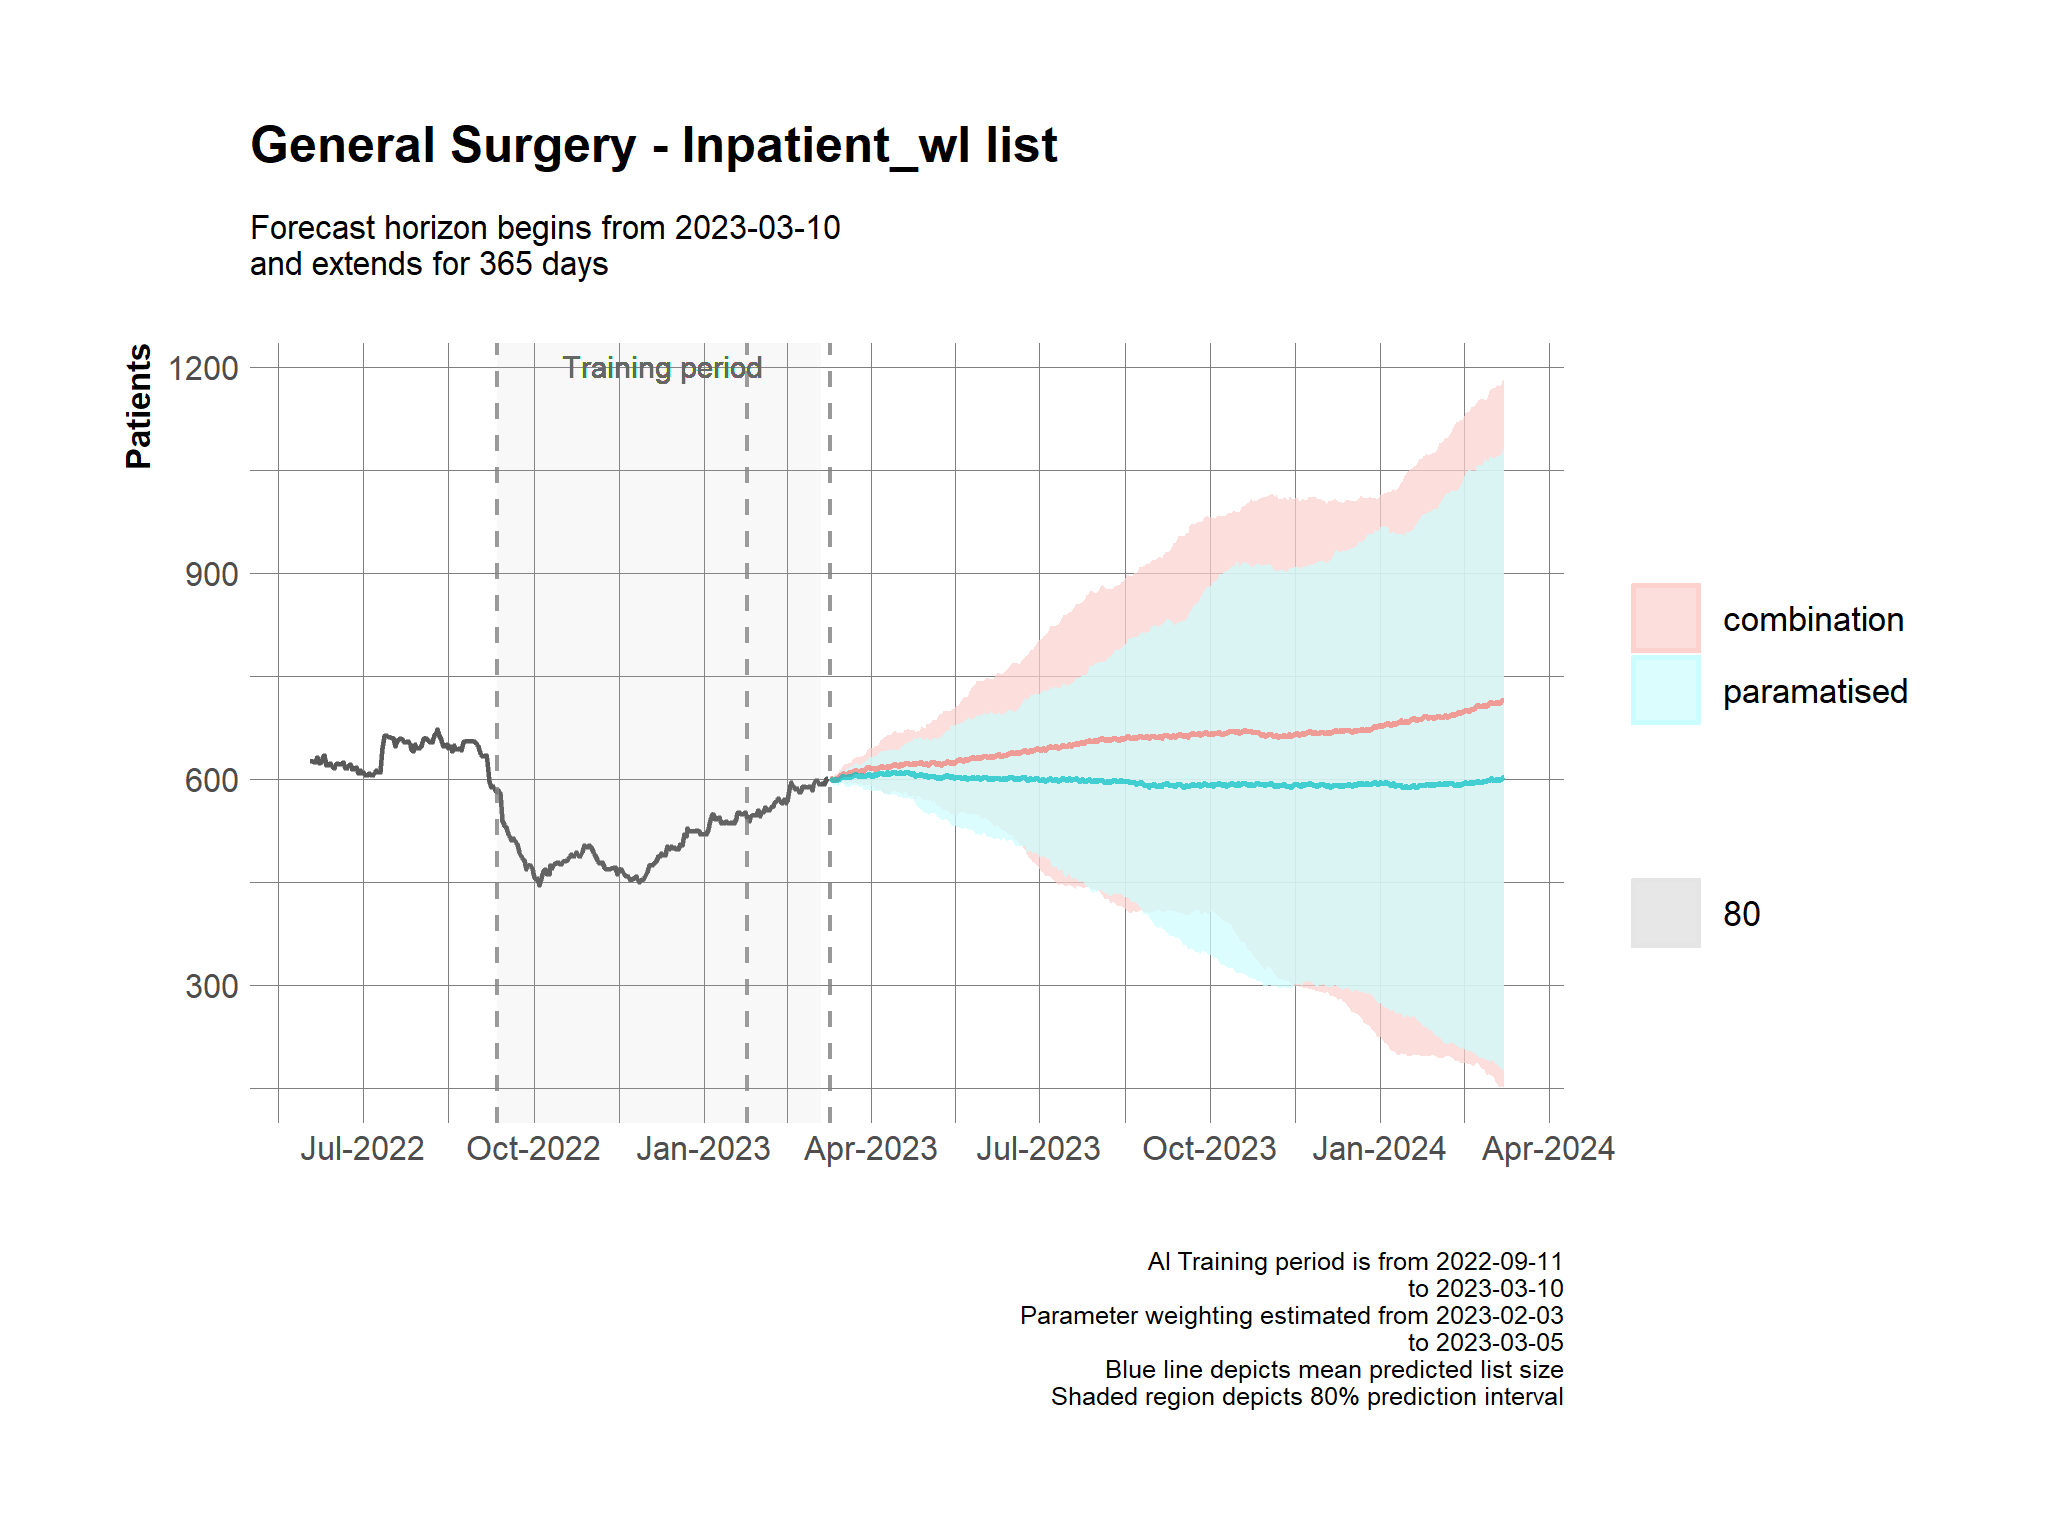 General Surgery - Inpatient_wl list
Forecast horizon begins from 2023-03-10
and extends for 365 days
Patients
1200
900
600
300
Training period
Jul-2022
Oct-2022
Jan-2023
Apr-2023
Jul-2023
Oct-2023
Jan-2024
Apr-2024
combination
paramatised
80
AI Training period is from 2022-09-11
to 2023-03-10
Parameter weighting estimated from 2023-02-03
to 2023-03-05
Blue line depicts mean predicted list size
Shaded region depicts 80% prediction interval